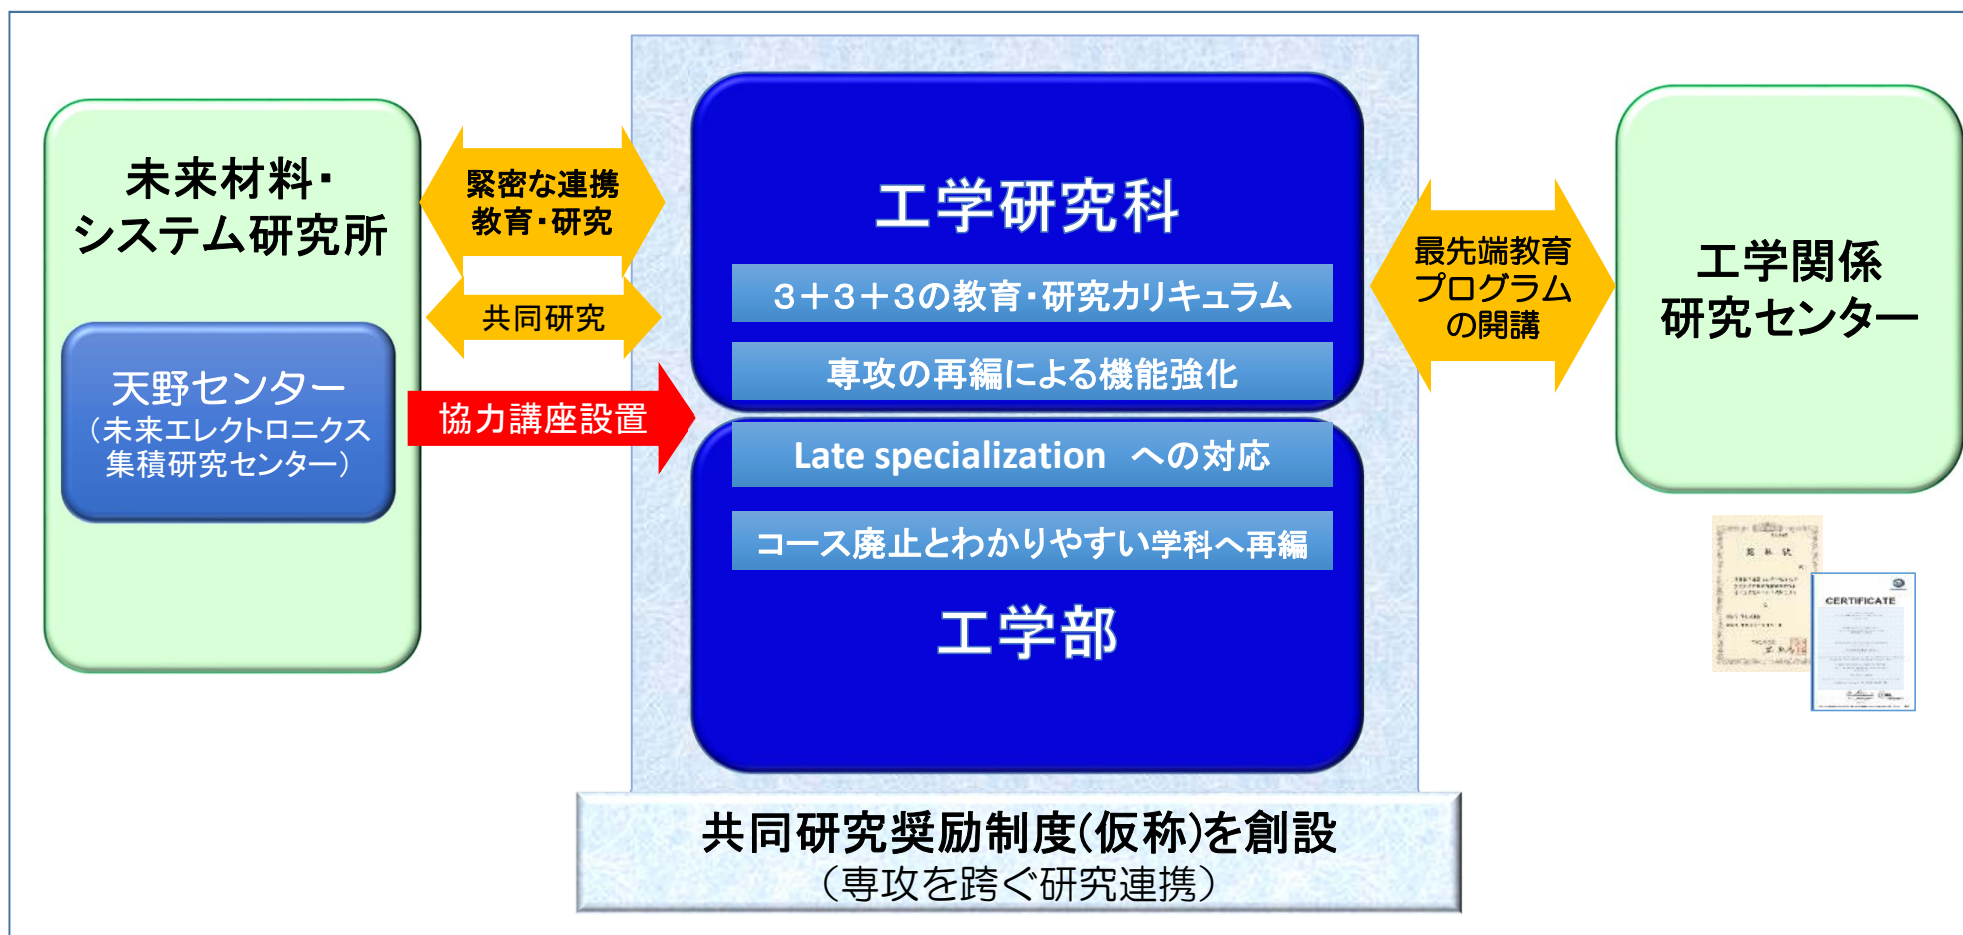 未来材料・
システム研究所
天野センター
（未来エレクトロニクス
集積研究センター）
緊密な連携
教育・研究
共同研究
協力講座設置
工学研究科
３＋３＋３の教育・研究カリキュラム
専攻の再編による機能強化
Late specialization　への対応
コース廃止とわかりやすい学科へ再編
工学部
共同研究奨励制度(仮称)を創設
（専攻を跨ぐ研究連携）
最先端教育
プログラム
の開講
工学関係
研究センター
CERTIFICATE